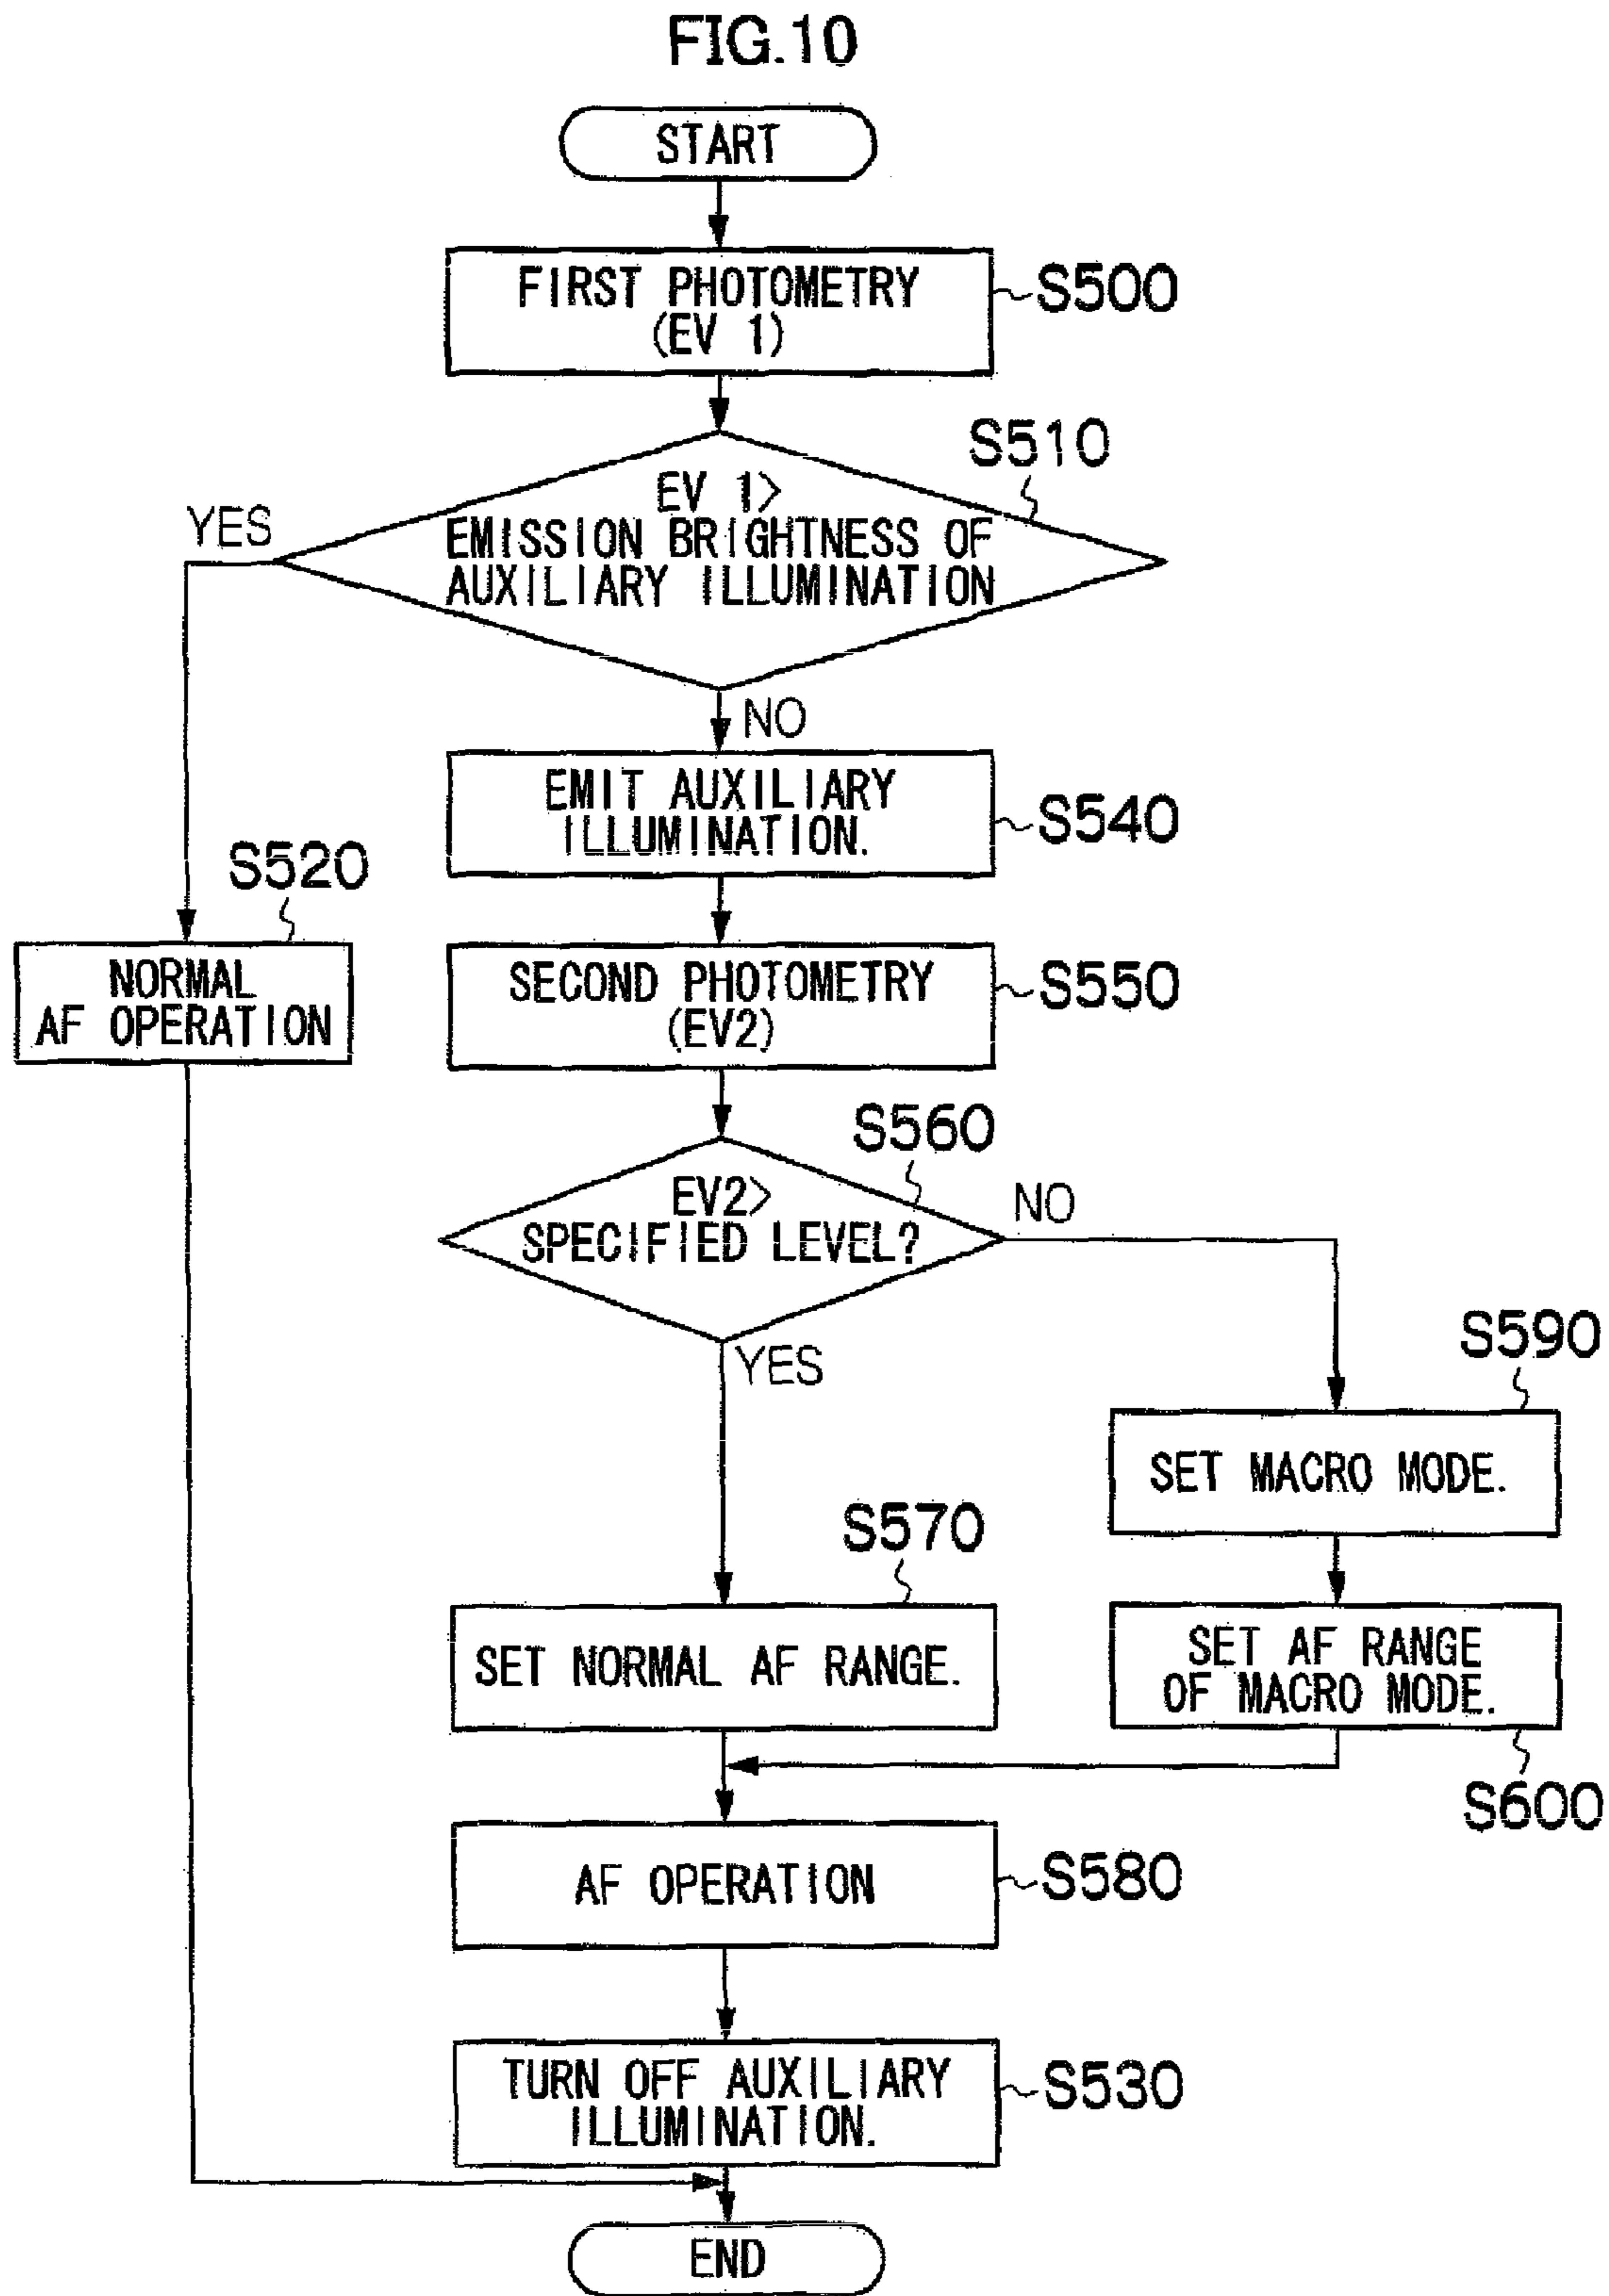 FIG.10
START
FIRST PHOTOMETRY
(EV 1)
S500
S510
EV 1>
EMISSION BRIGHTNESS OF
AUXILIARY ILLUMINATION
YES
NO
EMIT AUXILIARY
ILLUMINATION.
S540
S520
NORMAL
AF OPERATION
SECOND PHOTOMETRY
(EV2)
S550
S560
EV2>
SPECIFIED LEVEL?
NO
YES
S590
SET MACRO MODE.
S570
SET NORMAL AF RANGE.
SET AF RANGE
OF MACRO MODE.
S600
AF OPERATION
S580
TURN OFF AUXILIARY
ILLUMINATION.
S530
END